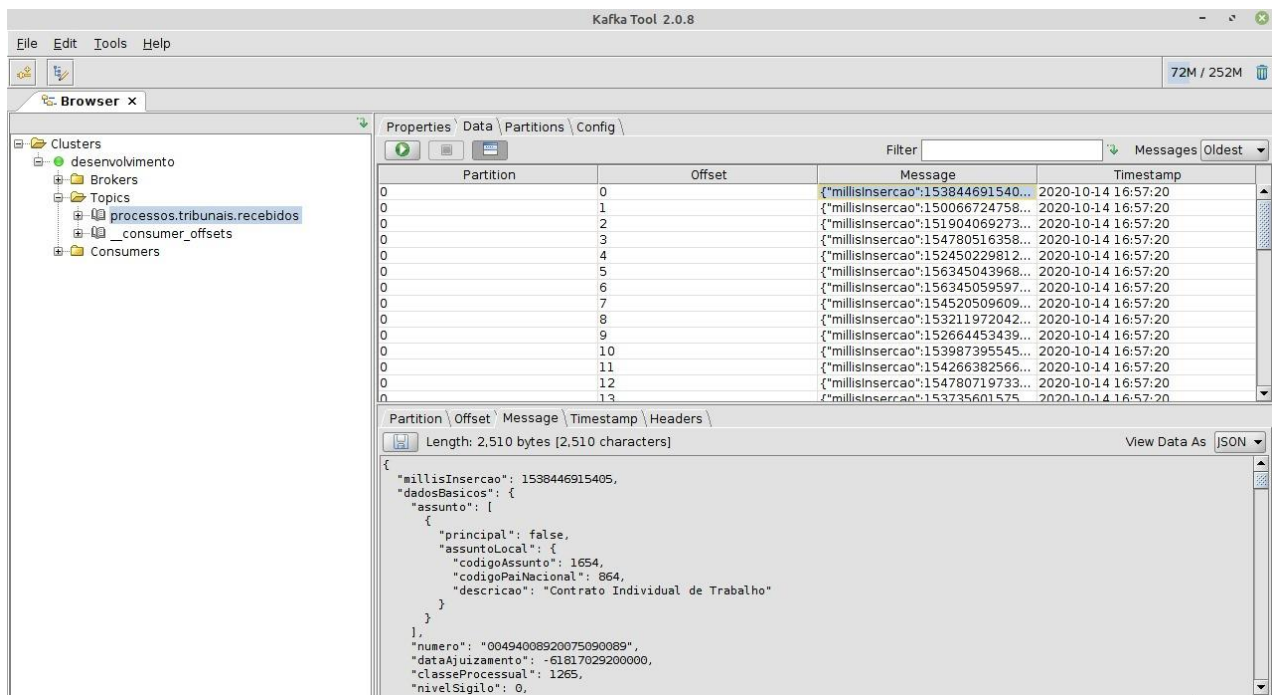 Kafka Tool 2.0.8
File Edit Tools Help
72M / 252M
Browser
Clusters
desenvolvimento
Brokers
Topics
processos.tribunais.recebidos
__consumer_offsets
Consumers
Properties Data Partitions Config
Filter Messages Oldest
Partition Offset Message Timestamp
0 0 {"millisInsercao":153844691540... 2020-10-14 16:57:20
0 1 {"millisInsercao":150066724758... 2020-10-14 16:57:20
0 2 {"millisInsercao":151904069273... 2020-10-14 16:57:20
0 3 {"millisInsercao":154780516358... 2020-10-14 16:57:20
0 4 {"millisInsercao":152450229812... 2020-10-14 16:57:20
0 5 {"millisInsercao":156345043968... 2020-10-14 16:57:20
0 6 {"millisInsercao":156345059597... 2020-10-14 16:57:20
0 7 {"millisInsercao":154520509609... 2020-10-14 16:57:20
0 8 {"millisInsercao":153211972042... 2020-10-14 16:57:20
0 9 {"millisInsercao":152664453439... 2020-10-14 16:57:20
0 10 {"millisInsercao":153987395545... 2020-10-14 16:57:20
0 11 {"millisInsercao":154266382566... 2020-10-14 16:57:20
0 12 {"millisInsercao":154780719733... 2020-10-14 16:57:20
0 13 {"millisInsercao":153735601575... 2020-10-14 16:57:20
Partition Offset Message Timestamp Headers
Length: 2,510 bytes [2,510 characters] View Data As JSON
{
"millisInsercao": 1538446915405,
"dadosBasicos": {
"assunto": [
{
"principal": false,
"assuntoLocal": {
"codigoAssunto": 1654,
"codigoPaiNacional": 864,
"descricao": "Contrato Individual de Trabalho"
}
}
],
"numero": "00494008920075090089",
"dataAjuizamento": -61817029200000,
"classeProcessual": 1265,
"nivelSigilo": 0,